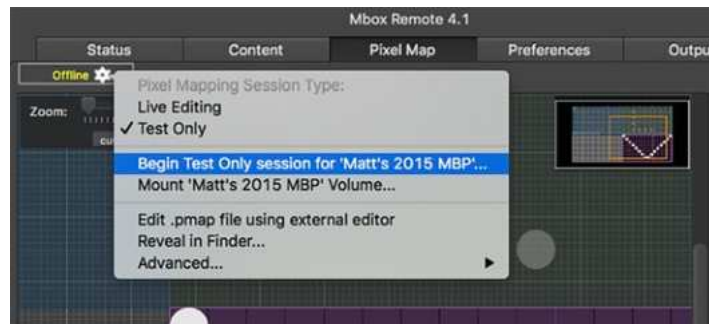 Mbox Remote 4.1
Status Content Pixel Map Preferences
Offline
Pixel Mapping Session Type:
Zoom:
Live Editing
✓ Test Only
Begin Test Only session for 'Matt's 2015 MBP'...
Mount 'Matt's 2015 MBP' Volume...
Edit .pmap file using external editor
Reveal in Finder...
Advanced...